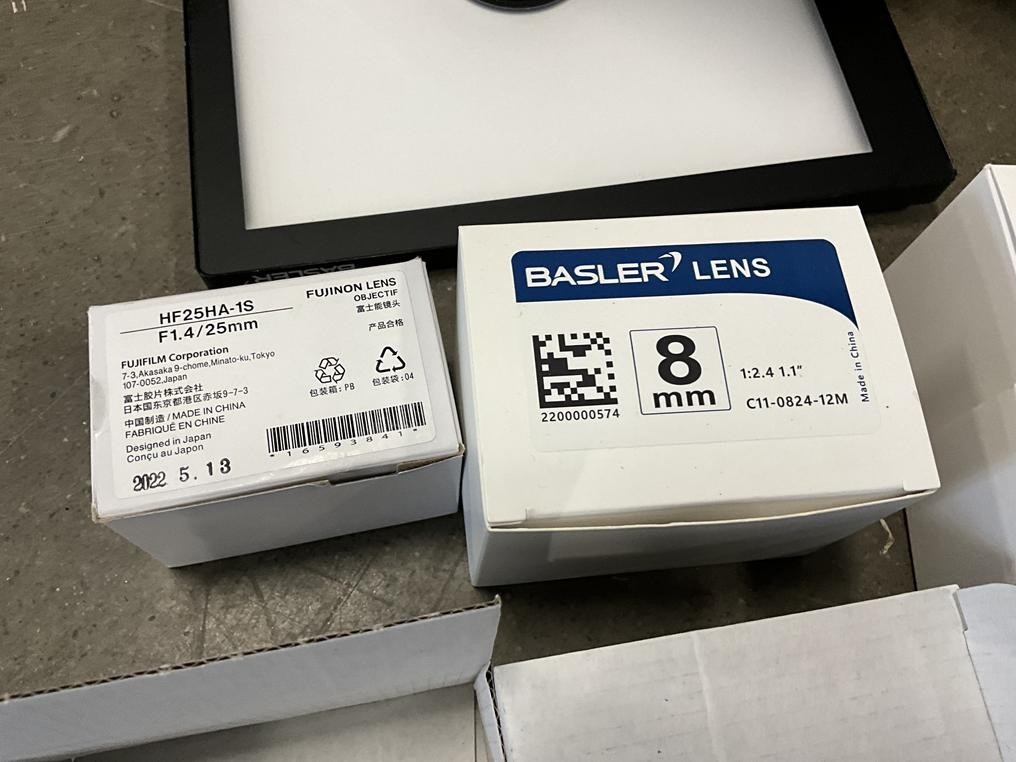 BASLER
HF25HA-1S
F1.4/25mm
FUJINON LENS
OBJECTIF
富士能镜头
产品合格
FUJIFILM Corporation
7-3,Akasaka 9-chome,Minato-ku,Tokyo
107-0052,Japan
富士胶片株式会社
日本国东京都港区赤坂9-7-3
中国制造 / MADE IN CHINA
FABRIQUÉ EN CHINE
Designed in Japan
Conçu au Japon
2022 5.13
包装箱: PB
包装袋: 04
*16593841*
BASLER LENS
2200000574
8
mm
1:2.4 1.1"
C11-0824-12M
Made in China